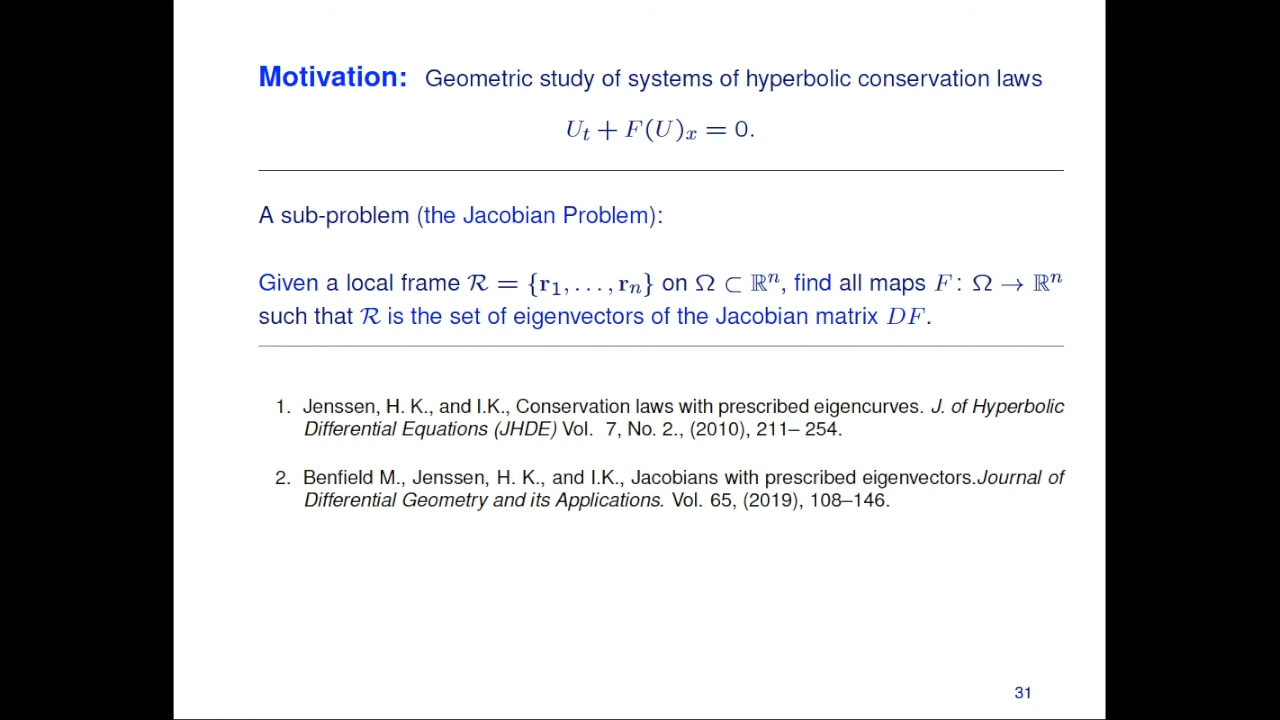 Motivation: Geometric study of systems of hyperbolic conservation laws
U_t + F(U)_x = 0.
A sub-problem (the Jacobian Problem):
Given a local frame ℛ = {r_1, . . . , r_n} on Ω ⊂ ℝ^n, find all maps F : Ω → ℝ^n
such that ℛ is the set of eigenvectors of the Jacobian matrix DF.
1. Jenssen, H. K., and I.K., Conservation laws with prescribed eigencurves. J. of Hyperbolic
Differential Equations (JHDE) Vol. 7, No. 2., (2010), 211– 254.
2. Benfield M., Jenssen, H. K., and I.K., Jacobians with prescribed eigenvectors.Journal of
Differential Geometry and its Applications. Vol. 65, (2019), 108–146.
31